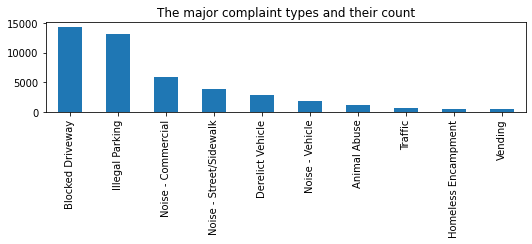 The major complaint types and their count
15000
10000
5000
0
Blocked Driveway
Illegal Parking
Noise - Commercial
Noise - Street/Sidewalk
Derelict Vehicle
Noise - Vehicle
Animal Abuse
Traffic
Homeless Encampment
Vending